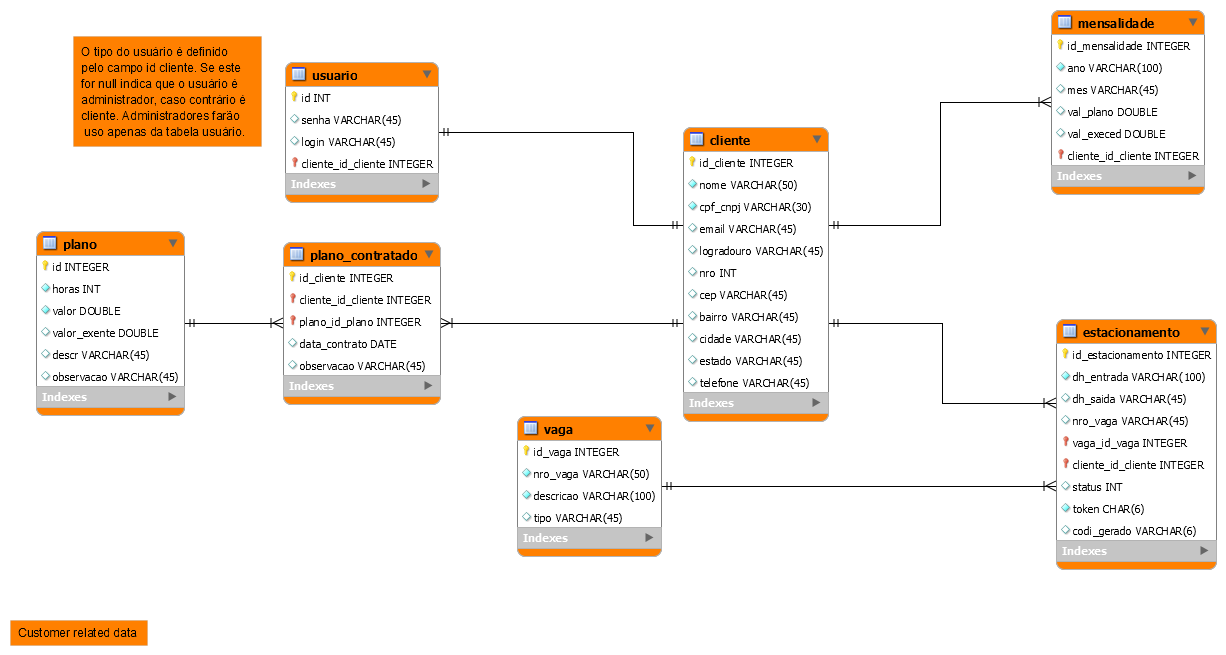 O tipo do usuário é definido
pelo campo id cliente. Se este
for null indica que o usuário é
administrador, caso contrário é
cliente. Administradores farão
uso apenas da tabela usuário.
usuario
id INT
senha VARCHAR(45)
login VARCHAR(45)
cliente_id_cliente INTEGER
Indexes
mensalidade
id_mensalidade INTEGER
ano VARCHAR(100)
mes VARCHAR(45)
val_plano DOUBLE
val_execed DOUBLE
cliente_id_cliente INTEGER
Indexes
cliente
id_cliente INTEGER
nome VARCHAR(50)
cpf_cnpj VARCHAR(30)
email VARCHAR(45)
logradouro VARCHAR(45)
nro INT
cep VARCHAR(45)
bairro VARCHAR(45)
cidade VARCHAR(45)
estado VARCHAR(45)
telefone VARCHAR(45)
Indexes
plano
id INTEGER
horas INT
valor DOUBLE
valor_exente DOUBLE
descr VARCHAR(45)
observacao VARCHAR(45)
Indexes
plano_contratado
id_cliente INTEGER
cliente_id_cliente INTEGER
plano_id_plano INTEGER
data_contrato DATE
observacao VARCHAR(45)
Indexes
estacionamento
id_estacionamento INTEGER
dh_entrada VARCHAR(100)
dh_saida VARCHAR(45)
nro_vaga VARCHAR(45)
vaga_id_vaga INTEGER
cliente_id_cliente INTEGER
status INT
token CHAR(6)
codi_gerado VARCHAR(6)
Indexes
vaga
id_vaga INTEGER
nro_vaga VARCHAR(50)
descricao VARCHAR(100)
tipo VARCHAR(45)
Indexes
Customer related data